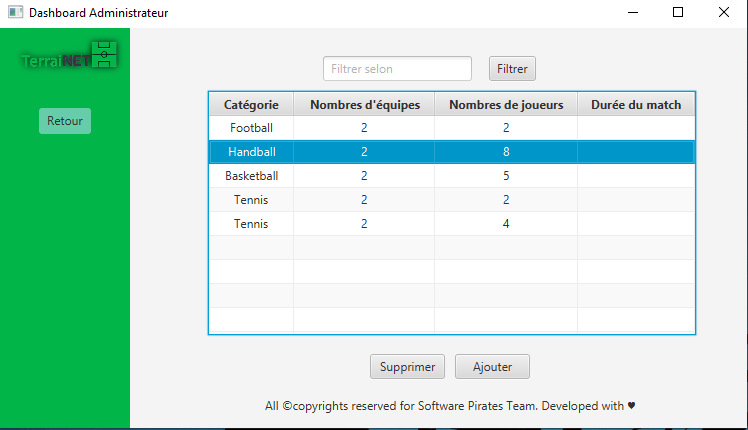 Dashboard Administrateur
TerraiNET
Filtrer selon Filtrer
Retour
Catégorie Nombres d'équipes Nombres de joueurs Durée du match
Football 2 2
Handball 2 8
Basketball 2 5
Tennis 2 2
Tennis 2 4
Supprimer Ajouter
All ©copyrights reserved for Software Pirates Team. Developed with ♥